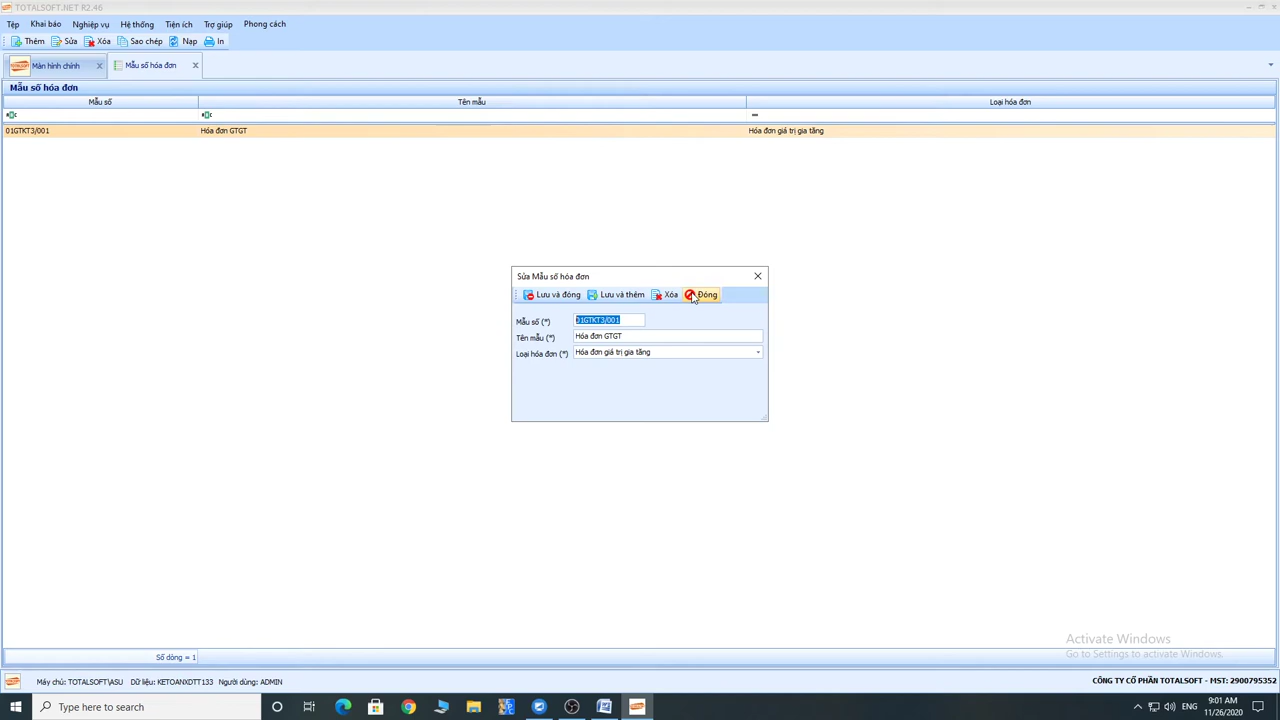 TOTALSOFT.NET R2.46
Tệp Khai báo Nghiệp vụ Hệ thống Tiện ích Trợ giúp Phong cách
Thêm Sửa Xóa Sao chép Nạp In
Màn hình chính Mẫu số hóa đơn
Mẫu số hóa đơn
Mẫu số Tên mẫu Loại hóa đơn
01GTKT3/001 Hóa đơn GTGT Hóa đơn giá trị gia tăng
Sửa Mẫu số hóa đơn
Lưu và đóng Lưu và thêm Xóa Đóng
Mẫu số (*) 01GTKT3/001
Tên mẫu (*) Hóa đơn GTGT
Loại hóa đơn (*) Hóa đơn giá trị gia tăng
Activate Windows
Go to Settings to activate Windows.
Số dòng = 1
Máy chủ: TOTALSOFT\ASU Dữ liệu: KETOANXDTT133 Người dùng: ADMIN CÔNG TY CỔ PHẦN TOTALSOFT - MST: 2900795352
Type here to search ENG 9:01 AM
11/26/2020